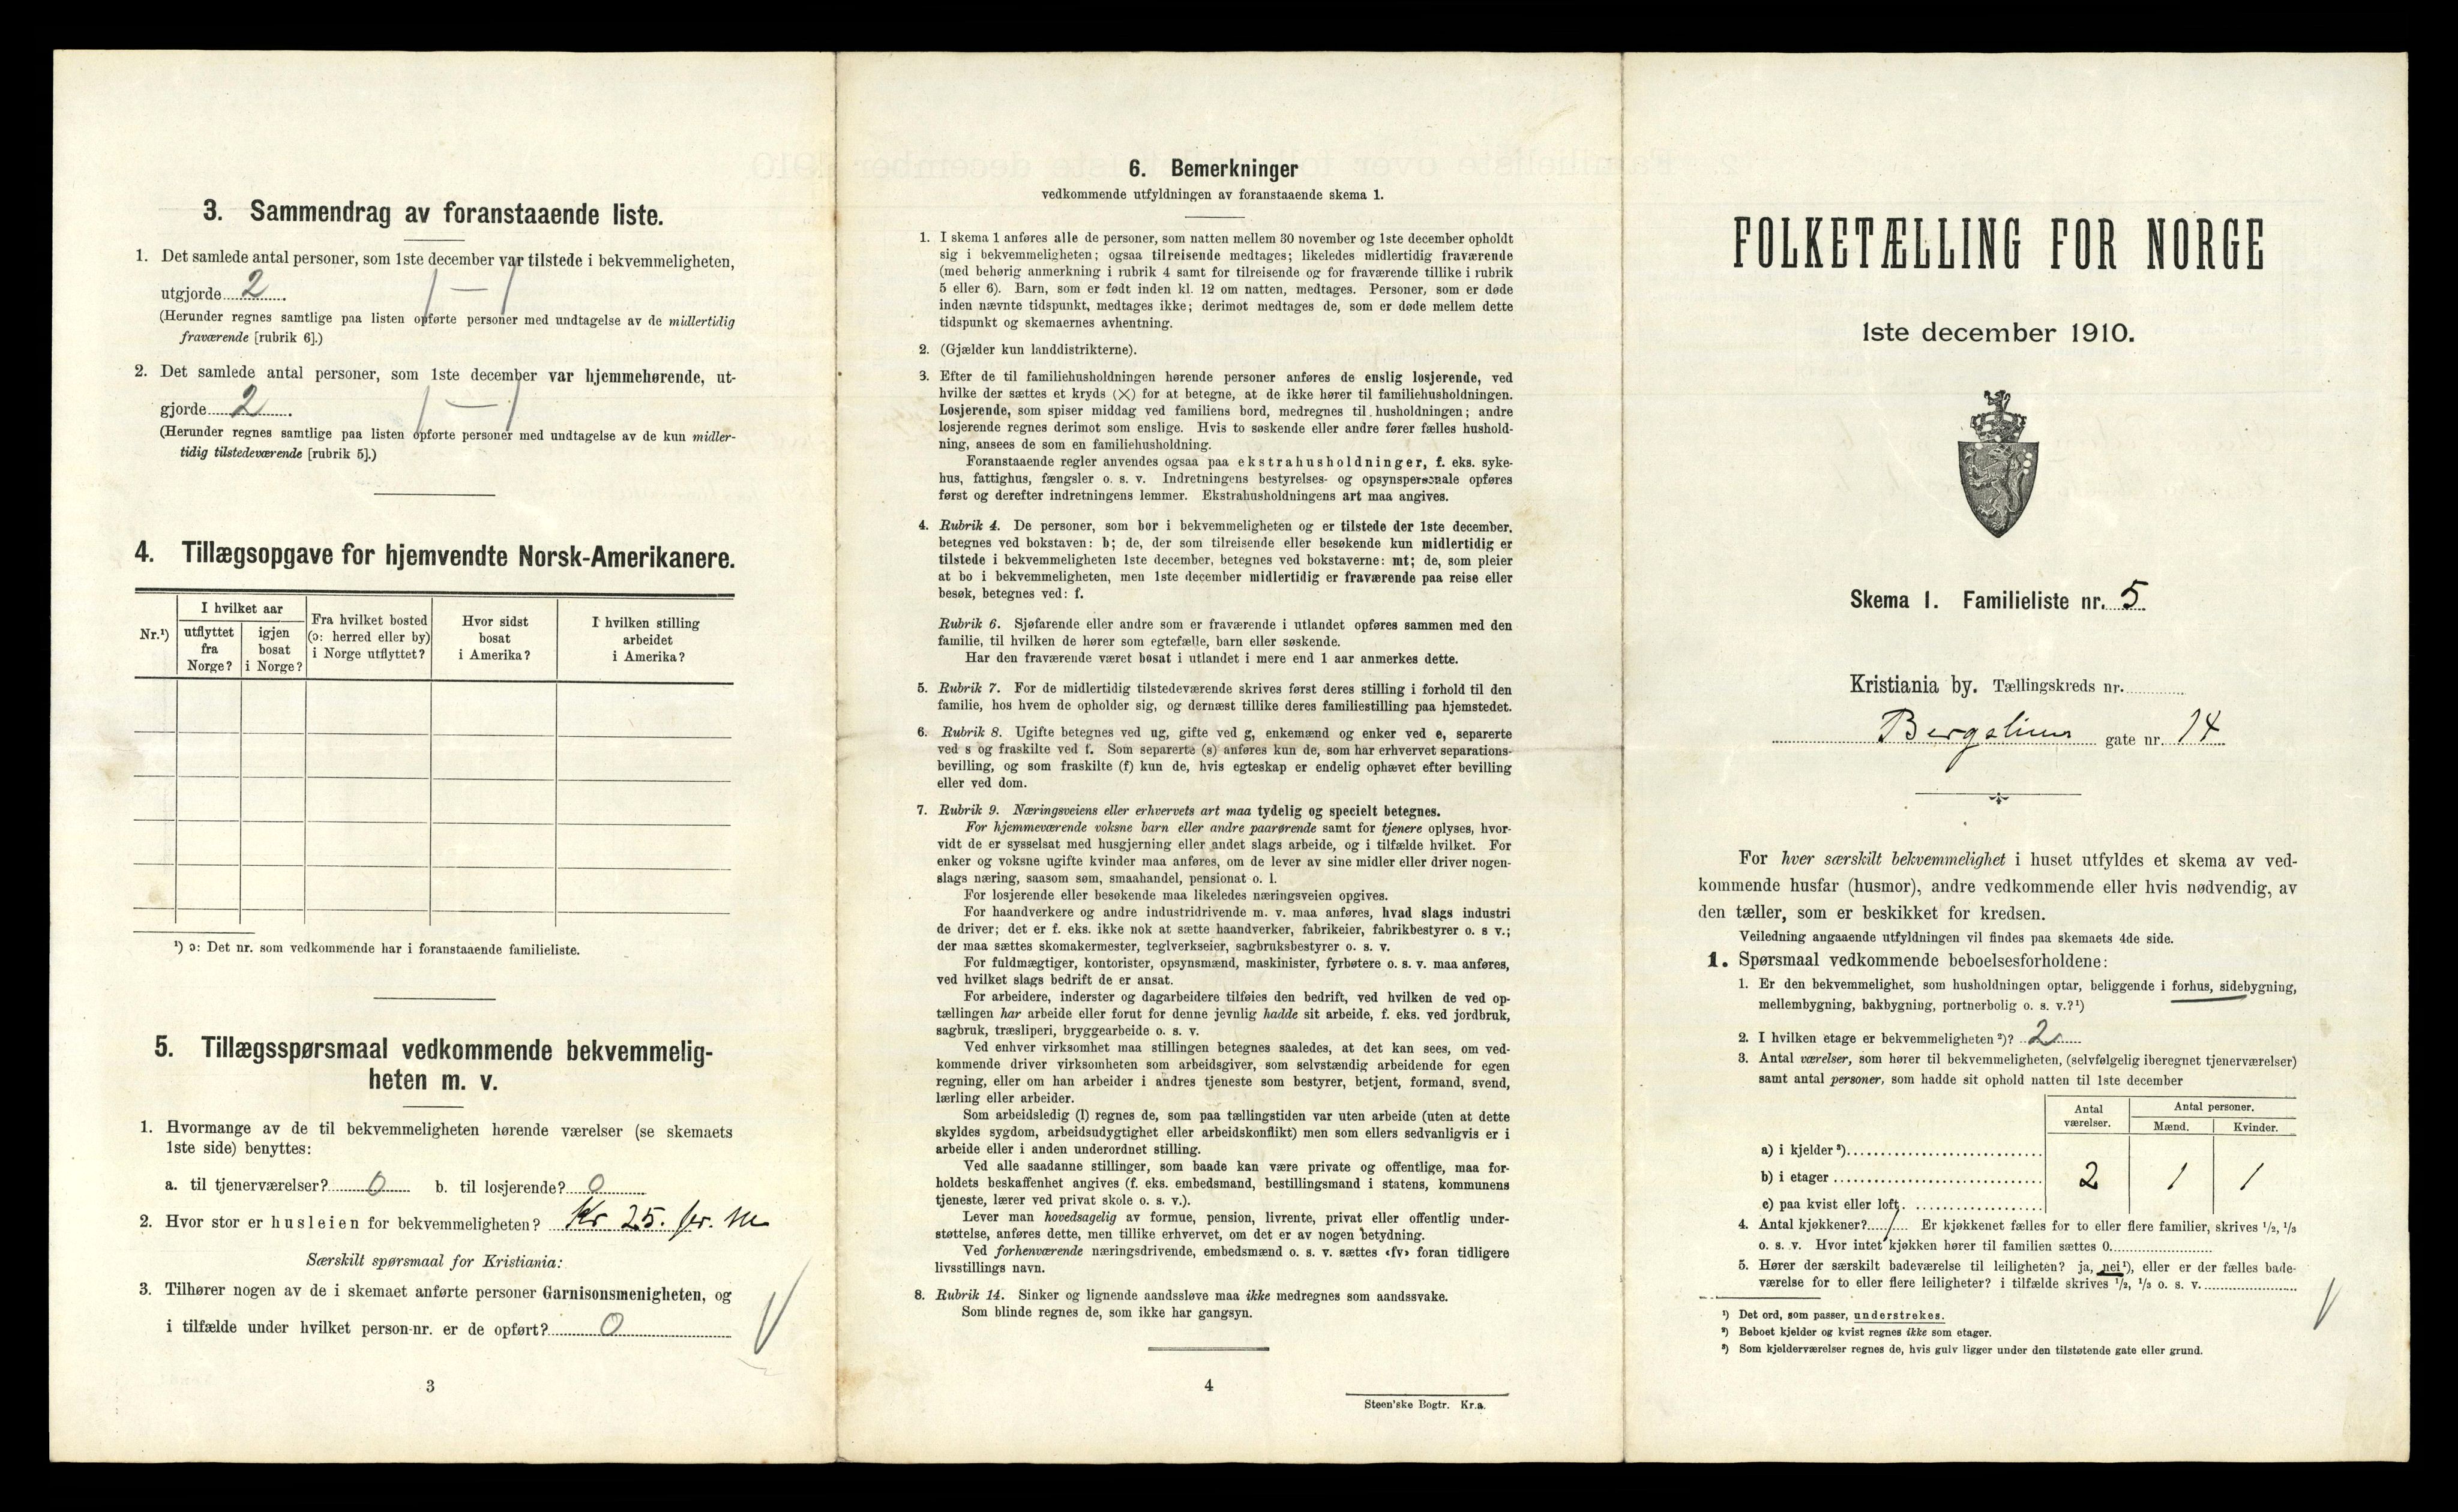 3. Sammendrag av foranstaaende liste.
1. Det samlede antal personer, som 1ste december var tilstede i bekvemmeligheten,
utgjorde 2. 1 — 1
(Herunder regnes samtlige paa listen opførte personer med undtagelse av de midlertidig
fraværende [rubrik 6].)
2. Det samlede antal personer, som 1ste december var hjemmehørende, ut-
gjorde 2. 1 — 1
(Herunder regnes samtlige paa listen opførte personer med undtagelse av de kun midler-
tidig tilstedeværende [rubrik 5].)
4. Tillægsopgave for hjemvendte Norsk-Amerikanere.
Nr.¹)
I hvilket aar
utflyttet fra Norge?
igjen bosat i Norge?
Fra hvilket bosted (ɔ: herred eller by) i Norge utflyttet?
Hvor sidst bosat i Amerika?
I hvilken stilling arbeidet i Amerika?
¹) ɔ: Det nr. som vedkommende har i foranstaaende familieliste.
5. Tillægsspørsmaal vedkommende bekvemmelig-
heten m. v.
1. Hvormange av de til bekvemmeligheten hørende værelser (se skemaets
1ste side) benyttes:
a. til tjenerværelser? 0 b. til losjerende? 0
2. Hvor stor er husleien for bekvemmeligheten? Kr 25. pr. M
Særskilt spørsmaal for Kristiania:
3. Tilhører nogen av de i skemaet anførte personer Garnisonsmenigheten, og
i tilfælde under hvilket person-nr. er de opført? 0
3
6. Bemerkninger
vedkommende utfyldningen av foranstaaende skema 1.
1. I skema 1 anføres alle de personer, som natten mellem 30 november og 1ste december opholdt
sig i bekvemmeligheten; ogsaa tilreisende medtages; likeledes midlertidig fraværende
(med behørig anmerkning i rubrik 4 samt for tilreisende og for fraværende tillike i rubrik
5 eller 6). Barn, som er født inden kl. 12 om natten, medtages. Personer, som er døde
inden nævnte tidspunkt, medtages ikke; derimot medtages de, som er døde mellem dette
tidspunkt og skemaernes avhentning.
2. (Gjælder kun landdistrikterne).
3. Efter de til familiehusholdningen hørende personer anføres de enslig losjerende, ved
hvilke der sættes et kryds (×) for at betegne, at de ikke hører til familiehusholdningen.
Losjerende, som spiser middag ved familiens bord, medregnes til husholdningen; andre
losjerende regnes derimot som enslige. Hvis to søskende eller andre fører fælles hushold-
ning, ansees de som en familiehusholdning.
Foranstaaende regler anvendes ogsaa paa ekstrahusholdninger, f. eks. syke-
hus, fattighus, fængsler o. s. v. Indretningens bestyrelses- og opsynspersonale opføres
først og derefter indretningens lemmer. Ekstrahusholdningens art maa angives.
4. Rubrik 4. De personer, som bor i bekvemmeligheten og er tilstede der 1ste december,
betegnes ved bokstaven: b; de, der som tilreisende eller besøkende kun midlertidig er
tilstede i bekvemmeligheten 1ste december, betegnes ved bokstaverne: mt; de, som pleier
at bo i bekvemmeligheten, men 1ste december midlertidig er fraværende paa reise eller
besøk, betegnes ved: f.
Rubrik 6. Sjøfarende eller andre som er fraværende i utlandet opføres sammen med den
familie, til hvilken de hører som egtefælle, barn eller søskende.
Har den fraværende været bosat i utlandet i mere end 1 aar anmerkes dette.
5. Rubrik 7. For de midlertidig tilstedeværende skrives først deres stilling i forhold til den
familie, hos hvem de opholder sig, og dernæst tillike deres familiestilling paa hjemstedet.
6. Rubrik 8. Ugifte betegnes ved ug, gifte ved g, enkemænd og enker ved e, separerte
ved s og fraskilte ved f. Som separerte (s) anføres kun de, som har erhvervet separations-
bevilling, og som fraskilte (f) kun de, hvis egteskap er endelig ophævet efter bevilling
eller ved dom.
7. Rubrik 9. Næringsveiens eller erhvervets art maa tydelig og specielt betegnes.
For hjemmeværende voksne barn eller andre paarørende samt for tjenere oplyses, hvor-
vidt de er sysselsat med husgjerning eller andet slags arbeide, og i tilfælde hvilket. For
enker og voksne ugifte kvinder maa anføres, om de lever av sine midler eller driver nogen-
slags næring, saasom søm, smaahandel, pensionat o. l.
For losjerende eller besøkende maa likeledes næringsveien opgives.
For haandverkere og andre industridrivende m. v. maa anføres, hvad slags industri
de driver; det er f. eks. ikke nok at sætte haandverker, fabrikeier, fabrikbestyrer o. s v.;
der maa sættes skomakermester, teglverkseier, sagbruksbestyrer o. s. v.
For fuldmægtiger, kontorister, opsynsmænd, maskinister, fyrbøtere o. s. v. maa anføres,
ved hvilket slags bedrift de er ansat.
For arbeidere, inderster og dagarbeidere tilføies den bedrift, ved hvilken de ved op-
tællingen har arbeide eller forut for denne jevnlig hadde sit arbeide, f. eks. ved jordbruk,
sagbruk, træsliperi, bryggearbeide o. s. v.
Ved enhver virksomhet maa stillingen betegnes saaledes, at det kan sees, om ved-
kommende driver virksomheten som arbeidsgiver, som selvstændig arbeidende for egen
regning, eller om han arbeider i andres tjeneste som bestyrer, betjent, formand, svend,
lærling eller arbeider.
Som arbeidsledig (l) regnes de, som paa tællingstiden var uten arbeide (uten at dette
skyldes sygdom, arbeidsudygtighet eller arbeidskonflikt) men som ellers sedvanligvis er i
arbeide eller i anden underordnet stilling.
Ved alle saadanne stillinger, som baade kan være private og offentlige, maa for-
holdets beskaffenhet angives (f. eks. embedsmand, bestillingsmand i statens, kommunens
tjeneste, lærer ved privat skole o. s. v.).
Lever man hovedsagelig av formue, pension, livrente, privat eller offentlig under-
støttelse, anføres dette, men tillike erhvervet, om det er av nogen betydning.
Ved forhenværende næringsdrivende, embedsmænd o. s. v. sættes «fv» foran tidligere
livsstillings navn.
8. Rubrik 14. Sinker og lignende aandssløve maa ikke medregnes som aandssvake.
Som blinde regnes de, som ikke har gangsyn.
4
Steen'ske Bogtr. Kr.a.
FOLKETÆLLING FOR NORGE
1ste december 1910.
Skema 1. Familieliste nr. 5
Kristiania by. Tællingskreds nr.
Bergsliens gate nr. 14
For hver særskilt bekvemmelighet i huset utfyldes et skema av ved-
kommende husfar (husmor), andre vedkommende eller hvis nødvendig, av
den tæller, som er beskikket for kredsen.
Veiledning angaaende utfyldningen vil findes paa skemaets 4de side.
1. Spørsmaal vedkommende beboelsesforholdene:
1. Er den bekvemmelighet, som husholdningen optar, beliggende i forhus, sidebygning,
mellembygning, bakbygning, portnerbolig o. s. v.?¹)
2. I hvilken etage er bekvemmeligheten ²)? 2
3. Antal værelser, som hører til bekvemmeligheten, (selvfølgelig iberegnet tjenerværelser)
samt antal personer, som hadde sit ophold natten til 1ste december
Antal værelser.
Antal personer.
Mænd. Kvinder.
a) i kjelder ³)
b) i etager 2 1 1
c) paa kvist eller loft
4. Antal kjøkkener? 1 Er kjøkkenet fælles for to eller flere familier, skrives ¹/₂, ¹/₃
o. s. v. Hvor intet kjøkken hører til familien sættes 0.
5. Hører der særskilt badeværelse til leiligheten? ja, nei ¹), eller er der fælles bade-
værelse for to eller flere leiligheter? i tilfælde skrives ¹/₂, ¹/₃ o. s. v.
¹) Det ord, som passer, understrekes.
²) Beboet kjelder og kvist regnes ikke som etager.
³) Som kjelderværelser regnes de, hvis gulv ligger under den tilstøtende gate eller grund.